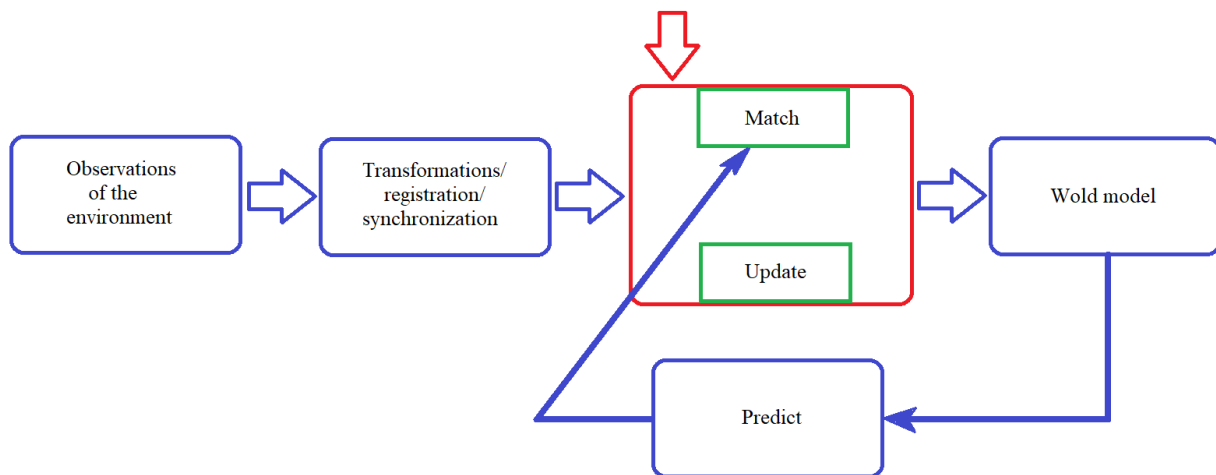 Observations
of the
environment
Transformations/
registration/
synchronization
Match
Update
Wold model
Predict